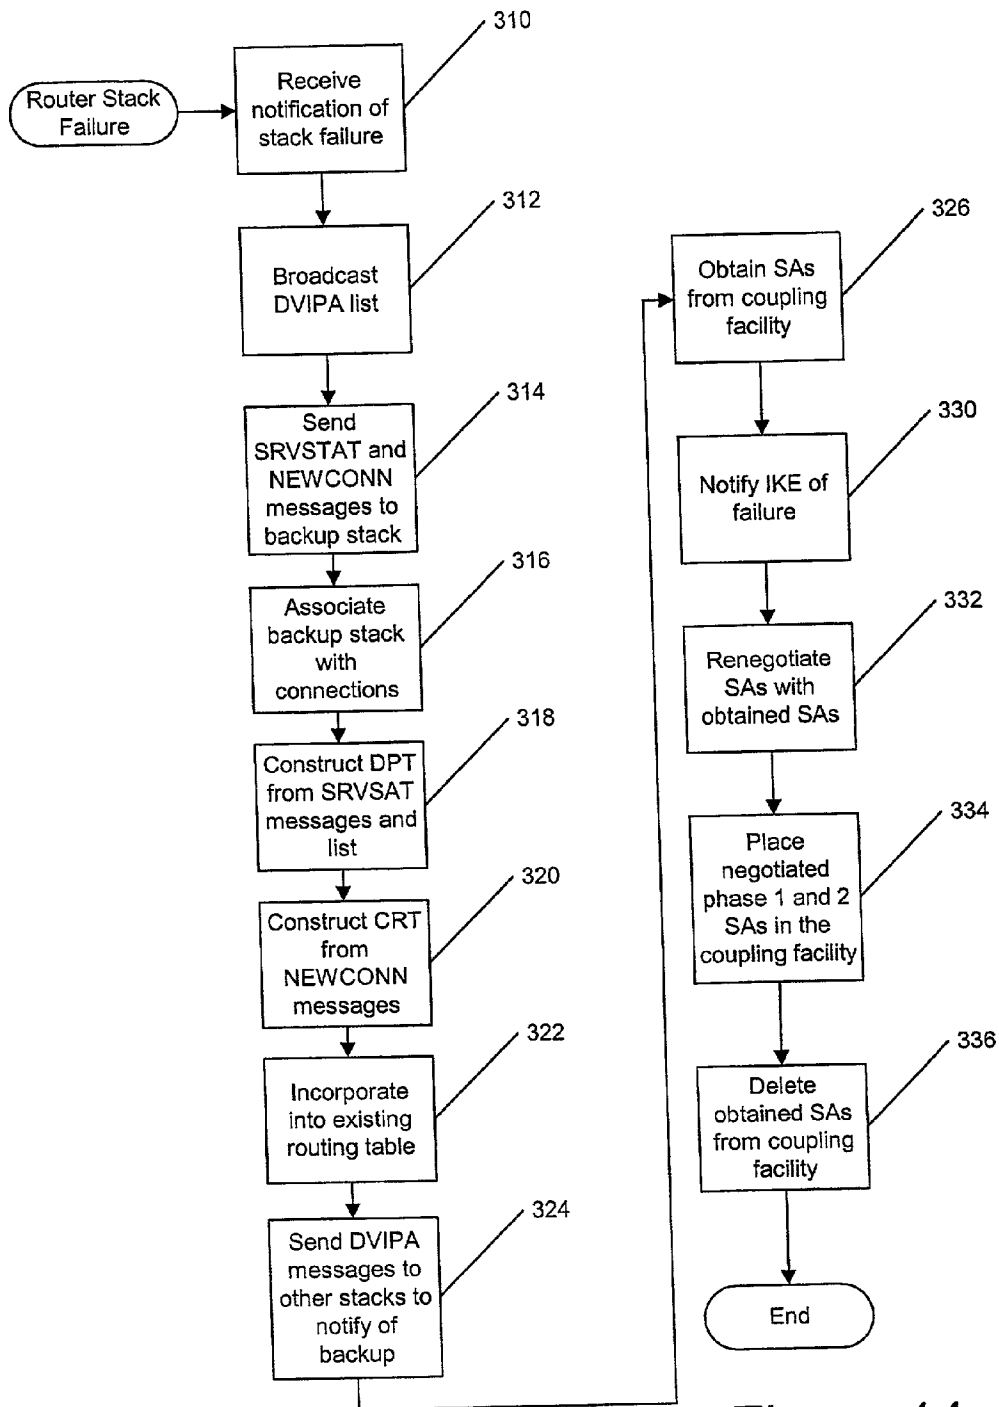 310
Router Stack
Failure
Receive
notification of
stack failure
312
Broadcast
DVIPA list
314
Send
SRVSTAT and
NEWCONN
messages to
backup stack
316
Associate
backup stack
with
connections
318
Construct DPT
from SRVSAT
messages and
list
320
Construct CRT
from
NEWCONN
messages
322
Incorporate
into existing
routing table
324
Send DVIPA
messages to
other stacks to
notify of
backup
326
Obtain SAs
from coupling
facility
330
Notify IKE of
failure
332
Renegotiate
SAs with
obtained SAs
334
Place
negotiated
phase 1 and 2
SAs in the
coupling facility
336
Delete
obtained SAs
from coupling
facility
End